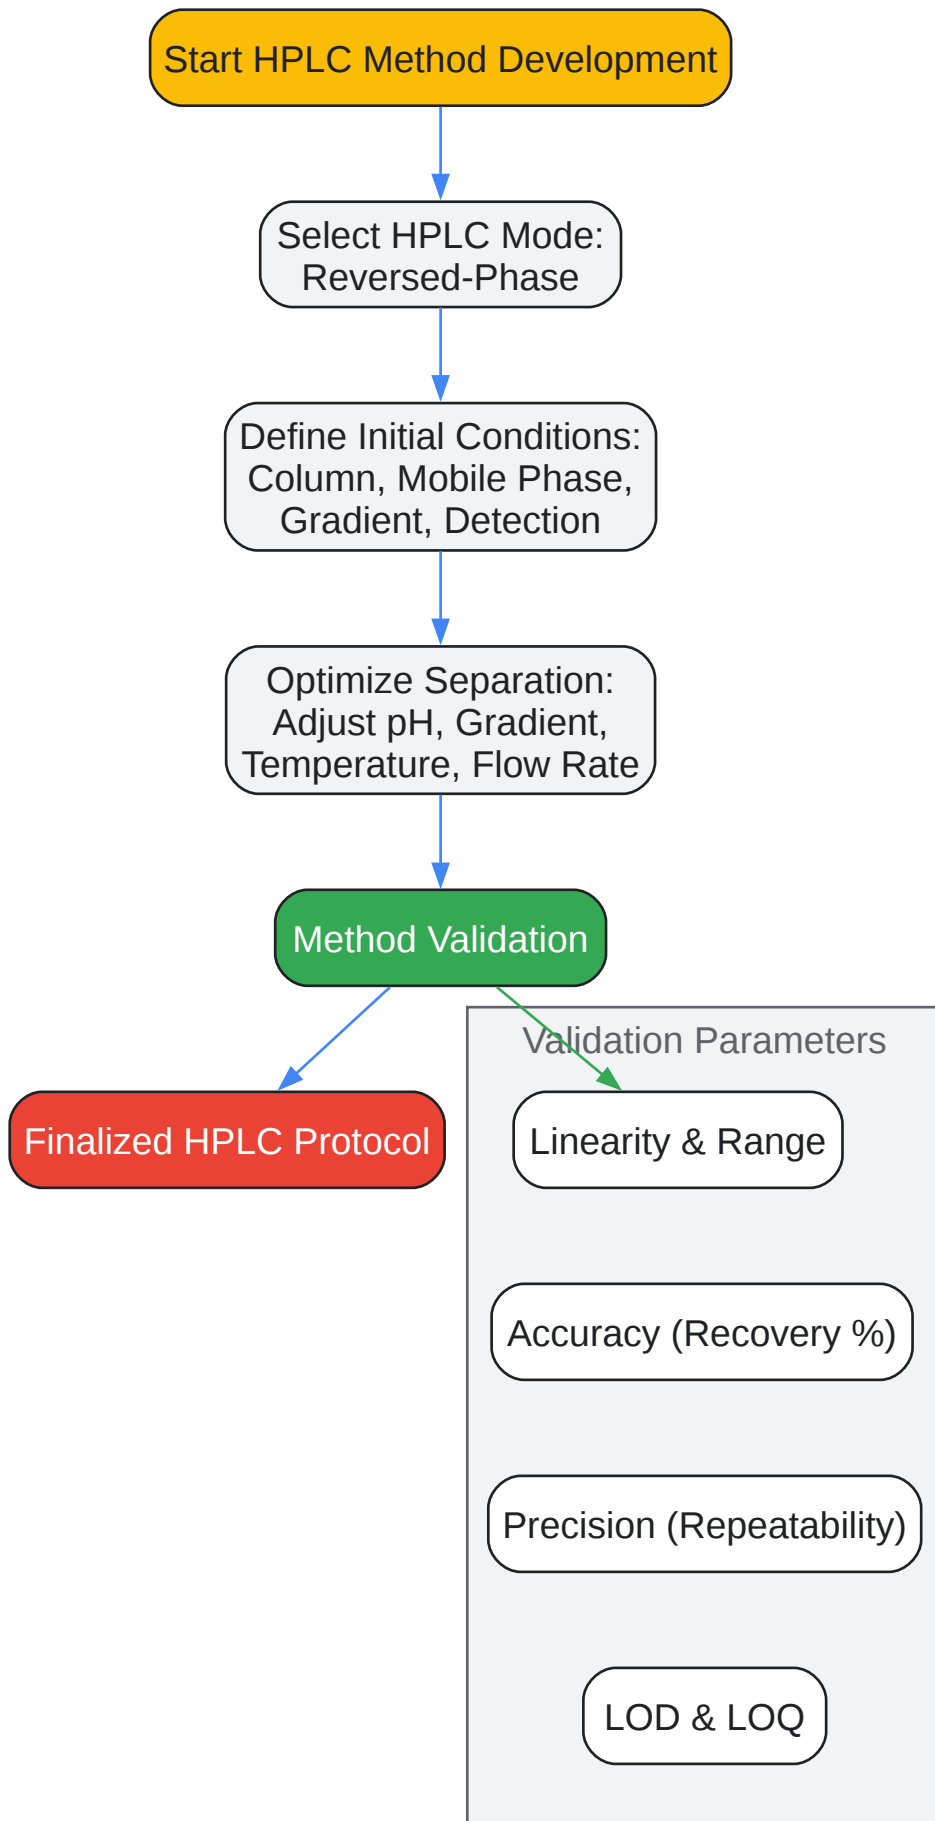 Start HPLC Method Development
Select HPLC Mode:
Reversed-Phase
Define Initial Conditions:
Column, Mobile Phase,
Gradient, Detection
Optimize Separation:
Adjust pH, Gradient,
Temperature, Flow Rate
Method Validation
Validation Parameters
Finalized HPLC Protocol
Linearity & Range
Accuracy (Recovery %)
Precision (Repeatability)
LOD & LOQ